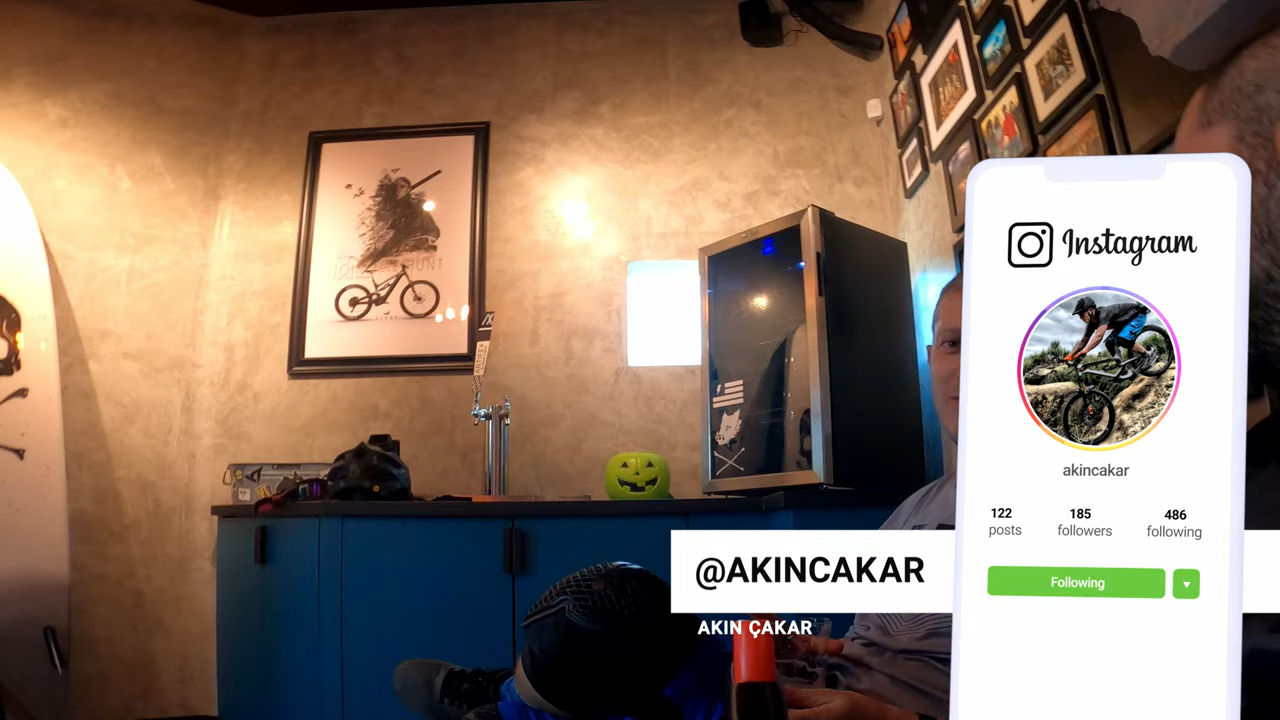 Instagram
akincakar
122 185 486
posts followers following
Following
@AKINCAKAR
AKIN ÇAKAR